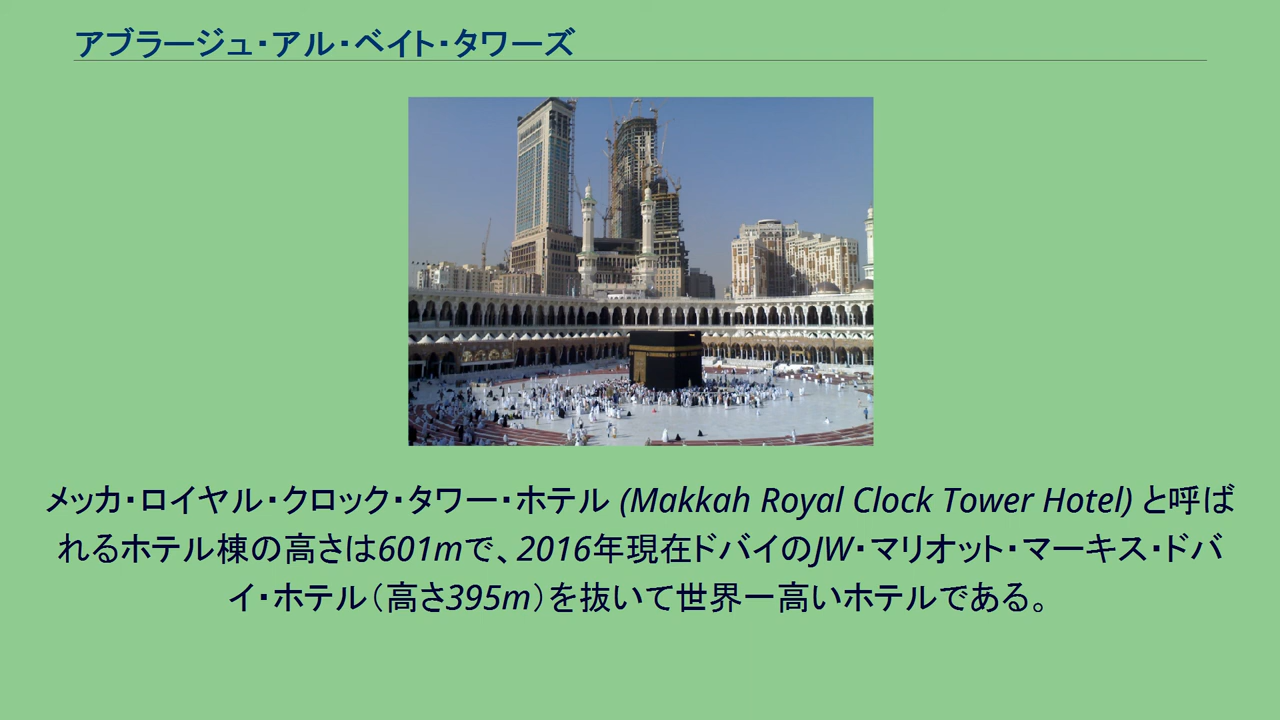 アブラージュ・アル・ベイト・タワーズ
メッカ・ロイヤル・クロック・タワー・ホテル (Makkah Royal Clock Tower Hotel) と呼ば
れるホテル棟の高さは601mで、2016年現在ドバイのJW・マリオット・マーキス・ドバ
イ・ホテル（高さ395m）を抜いて世界一高いホテルである。